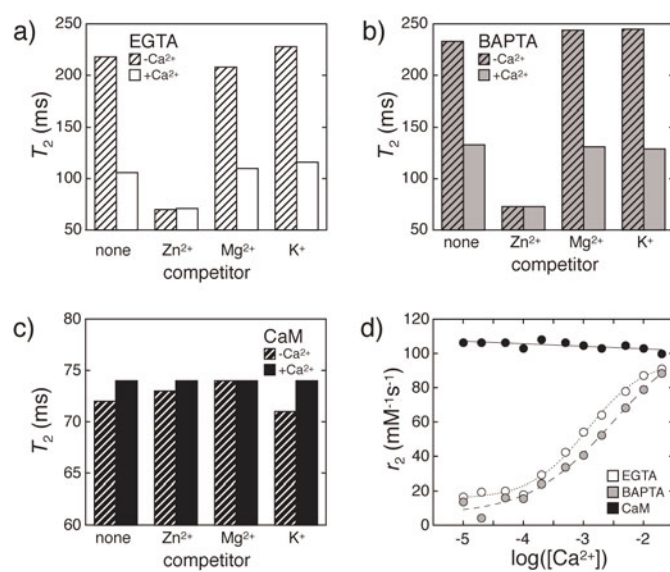 a)
EGTA
-Ca²⁺
+Ca²⁺
250
200
150
100
50
T₂ (ms)
none Zn²⁺ Mg²⁺ K⁺
competitor
b)
BAPTA
-Ca²⁺
+Ca²⁺
250
200
150
100
50
T₂ (ms)
none Zn²⁺ Mg²⁺ K⁺
competitor
c)
CaM
-Ca²⁺
+Ca²⁺
80
75
70
65
60
T₂ (ms)
none Zn²⁺ Mg²⁺ K⁺
competitor
d)
120
100
80
60
40
20
0
r₂ (mM⁻¹s⁻¹)
EGTA
BAPTA
CaM
-5 -4 -3 -2
log([Ca²⁺])